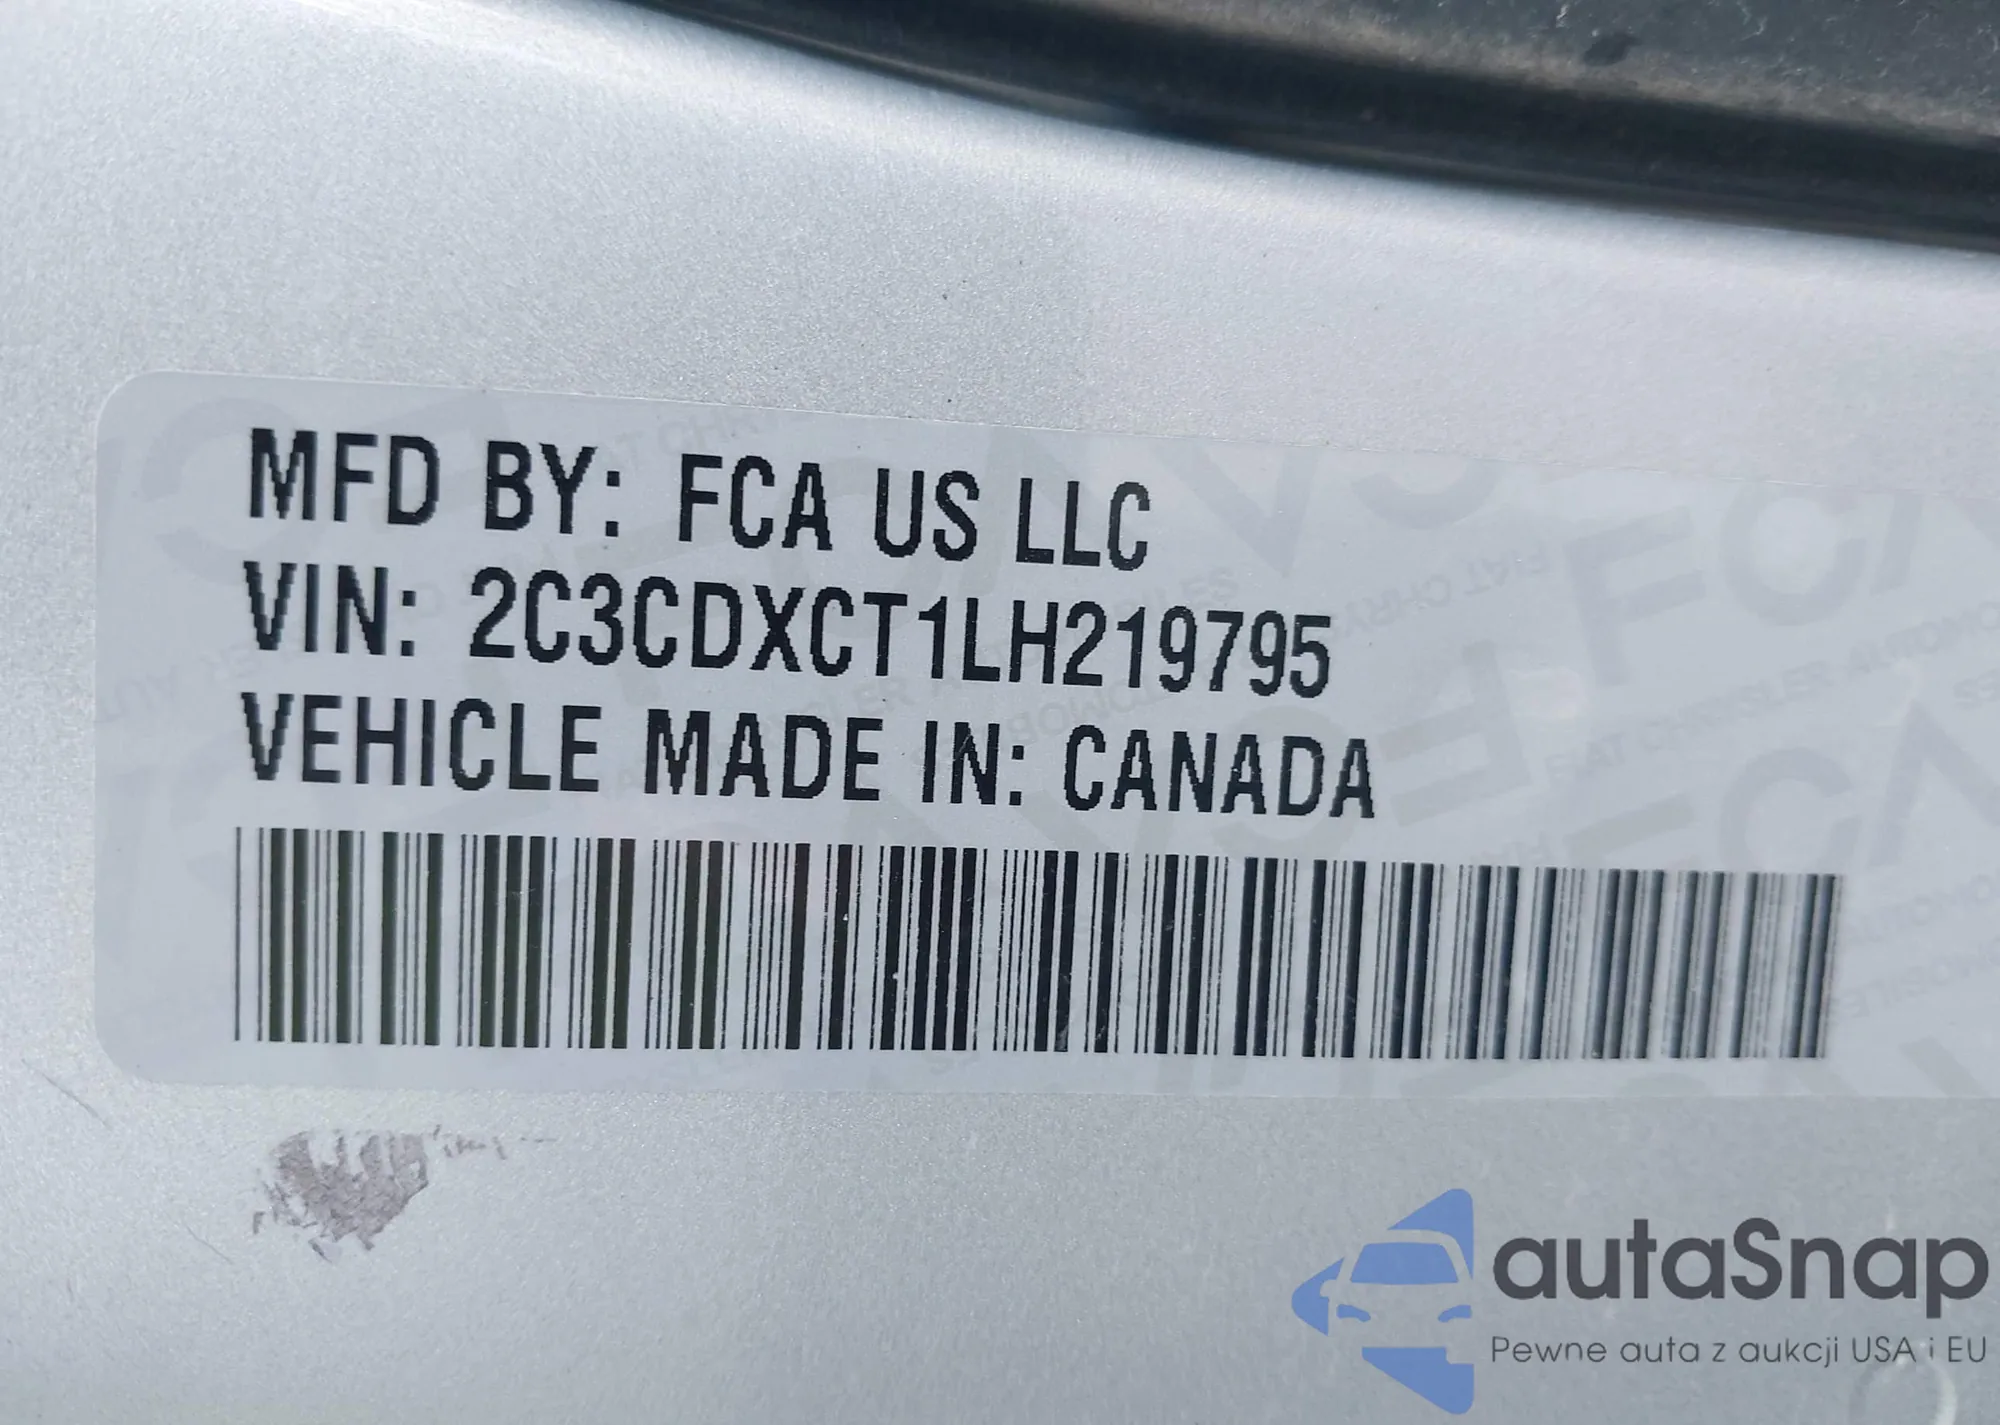 MFD BY: FCA US LLC
VIN: 2C3CDXCT1LH219795
VEHICLE MADE IN: CANADA
autaSnap
Pewne auta z aukcji USA i EU